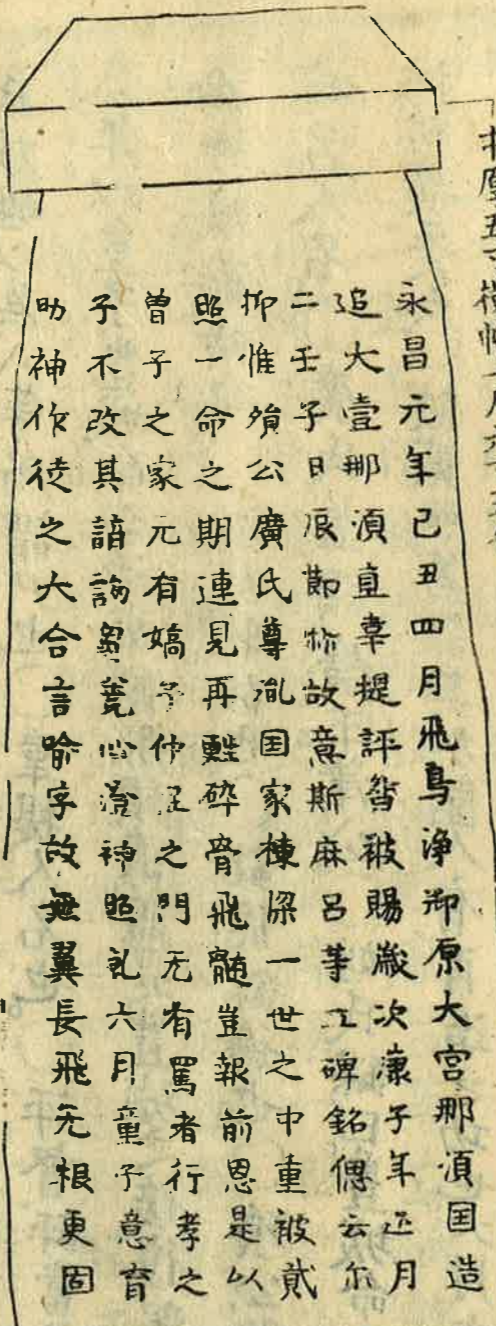 永昌元年己丑四月飛鳥浄御原大宮那湏国造
追大壹那湏直韋提評督被賜歳次康子年正月
二壬子日辰節殄故意斯麻呂等立碑銘偲云尓
仰惟殞公廣氏尊胤国家棟梁一世之中重被貳
照一命之期連見再甦砕骨飛髄豈報前恩是以
曽子之家无有嬌子仲尼之門无有罵者行孝之
子不改其語銘夏尭心澄神照乾六月童子意香
助神作徒之大合言喩字故無翼長飛无根更固